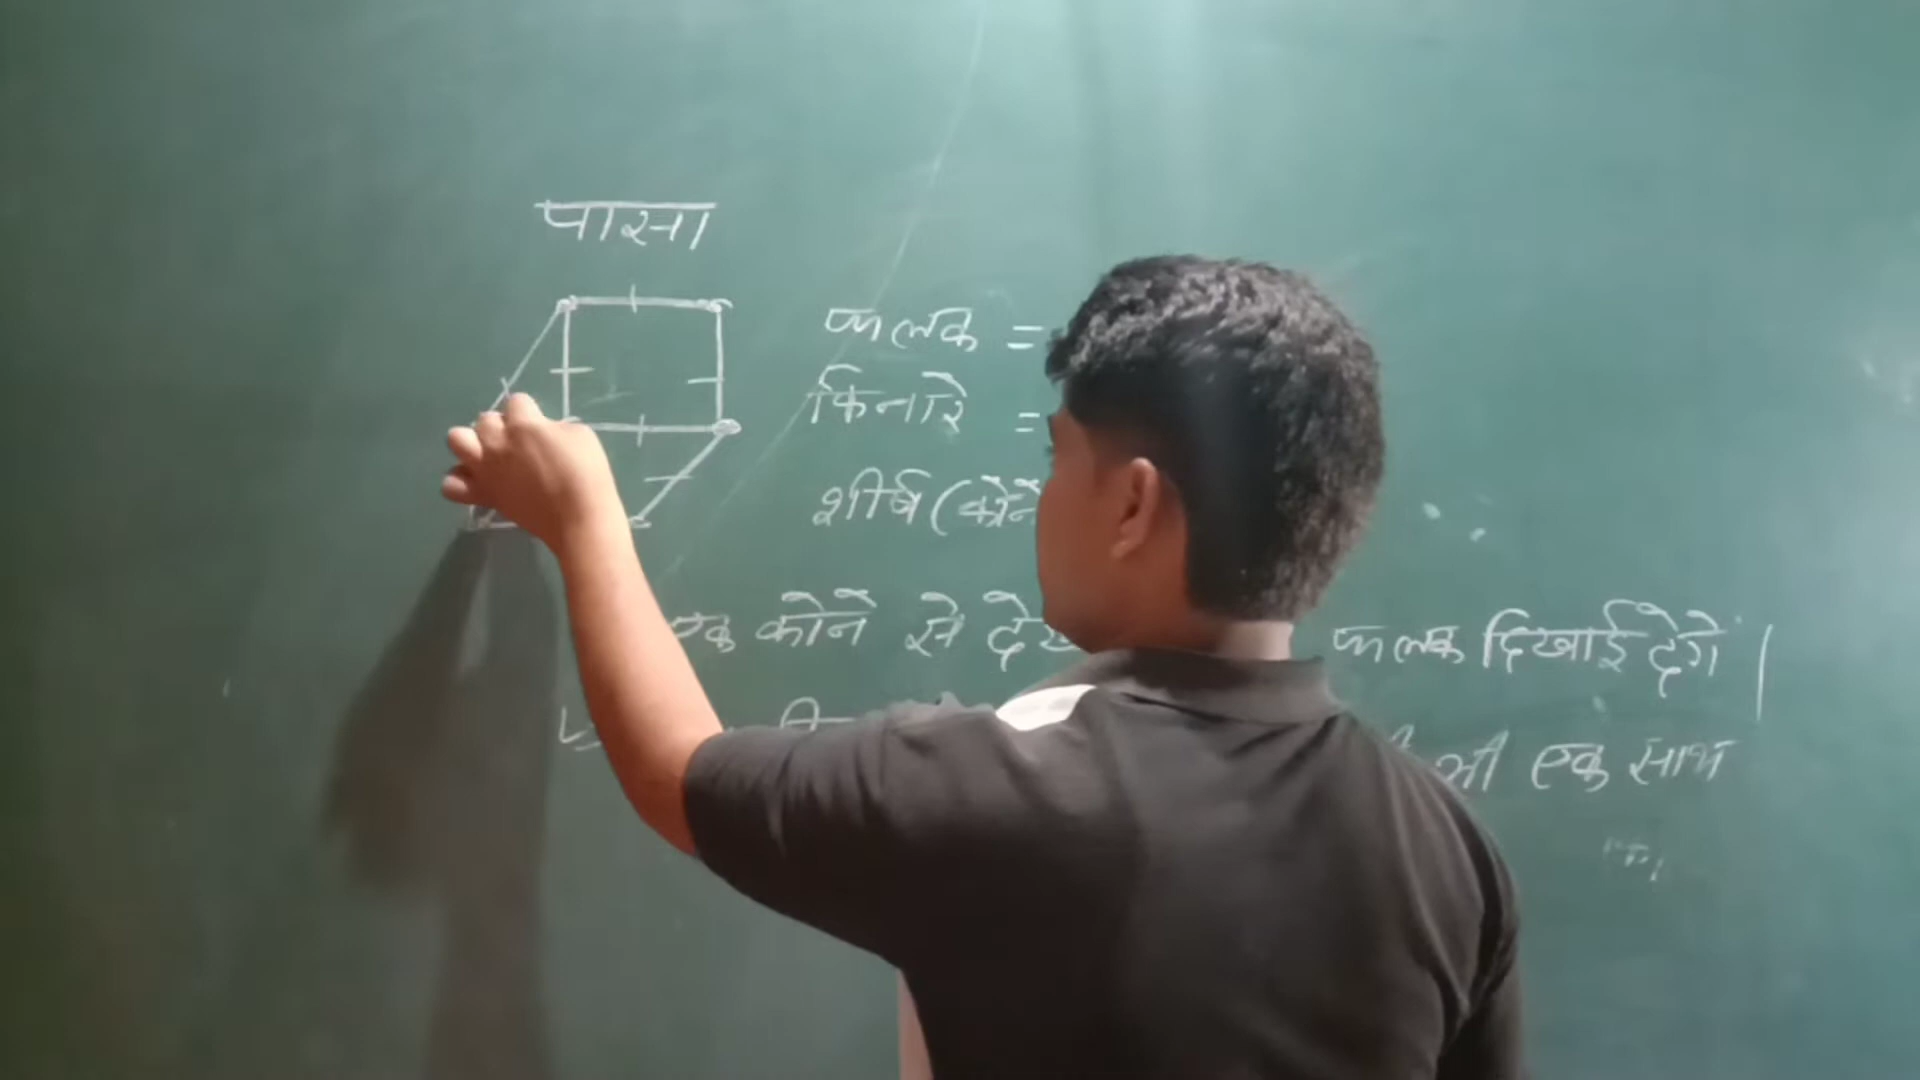 पासा
फलक =
किनारे =
शीर्ष (कोने
एक कोने से देख फलक दिखाई देगे |
भी एक साथ